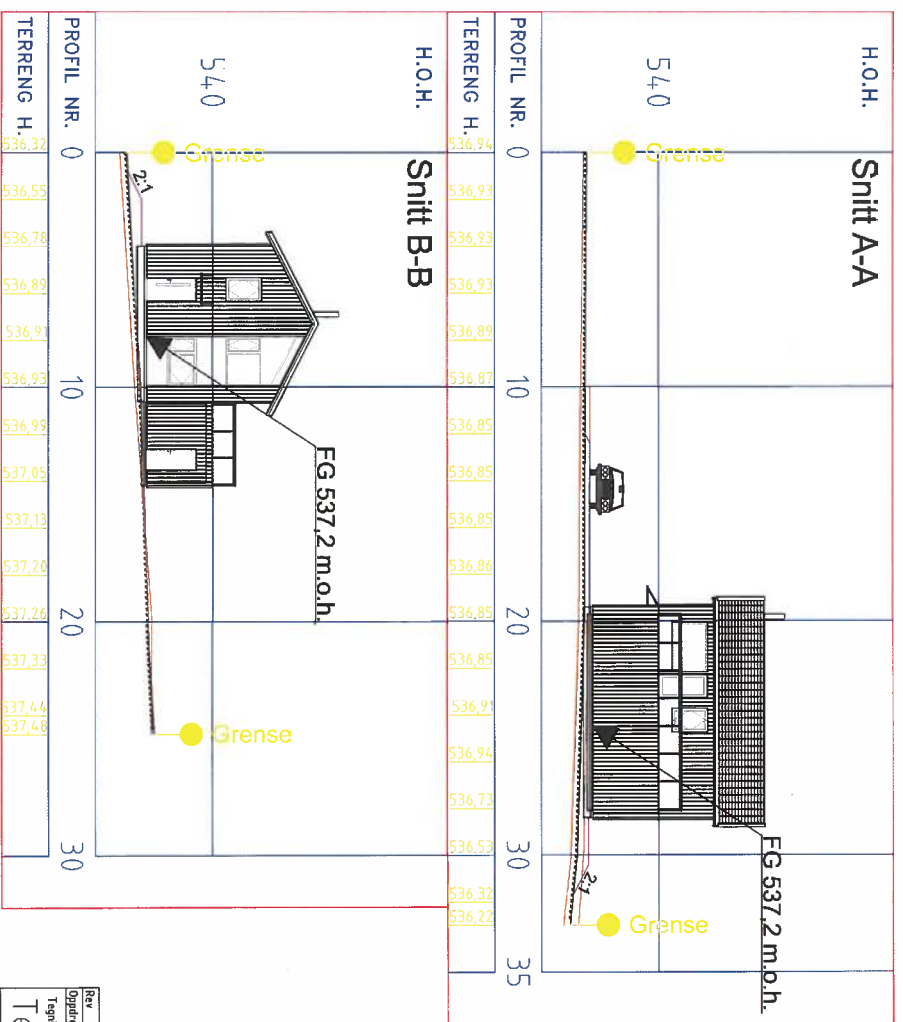 Snitt A-A
H.O.H.
540
Grense
Grense
2:1
FG 537,2 m.o.h.
PROFIL NR. 0 10 20 30 35
TERRENG H. 536,94 536,93 536,93 536,93 536,89 536,87 536,85 536,85 536,85 536,86 536,85 536,85 536,91 536,94 536,73 536,53 536,32 536,22
Snitt B-B
H.O.H.
540
Grense
Grense
2:1
FG 537,2 m.o.h.
PROFIL NR. 0 10 20 30
TERRENG H. 536,32 536,55 536,78 536,89 536,91 536,93 536,99 537,05 537,13 537,20 537,26 537,33 537,44 537,48
Rev